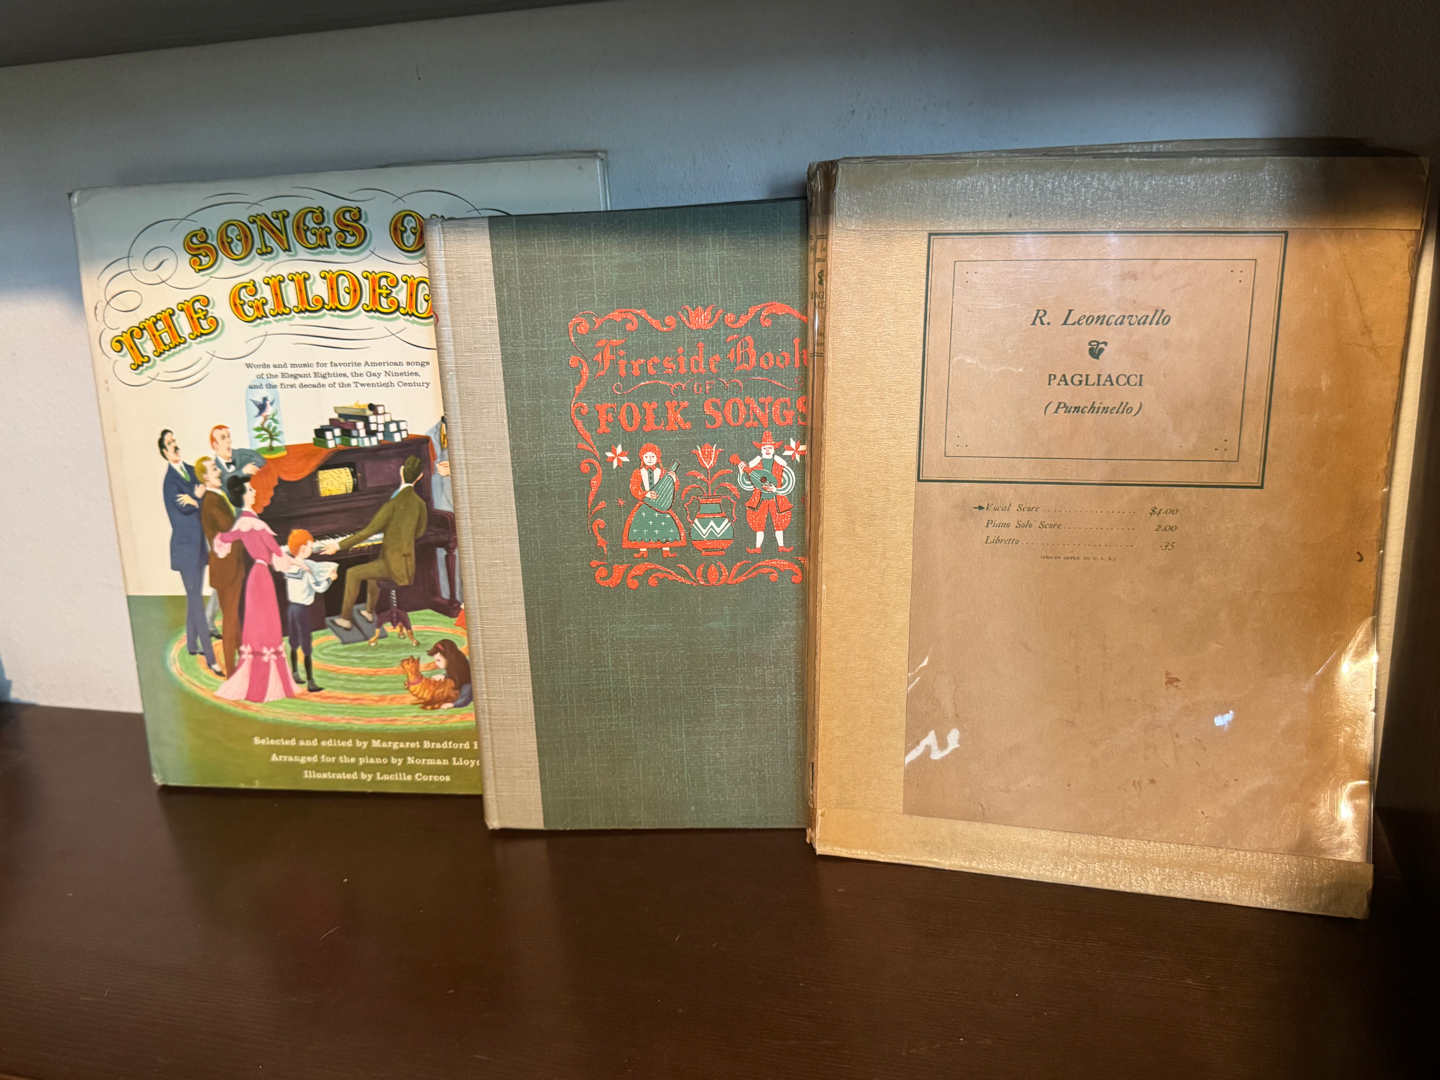 SONGS O
THE GILDED
Words and music for favorite American songs
of the Elegant Eighties, the Gay Nineties,
and the first decade of the Twentieth Century
Selected and edited by Margaret Bradford
Arranged for the piano by Norman Lloyd
Illustrated by Lucille Corcos
Fireside Book
OF
FOLK SONGS
R. Leoncavallo
PAGLIACCI
(Punchinello)
Vocal Score ................. $4.00
Piano Solo Score ............... 2.00
Libretto ...................... .35
(PRICES APPLY TO U. S. A.)